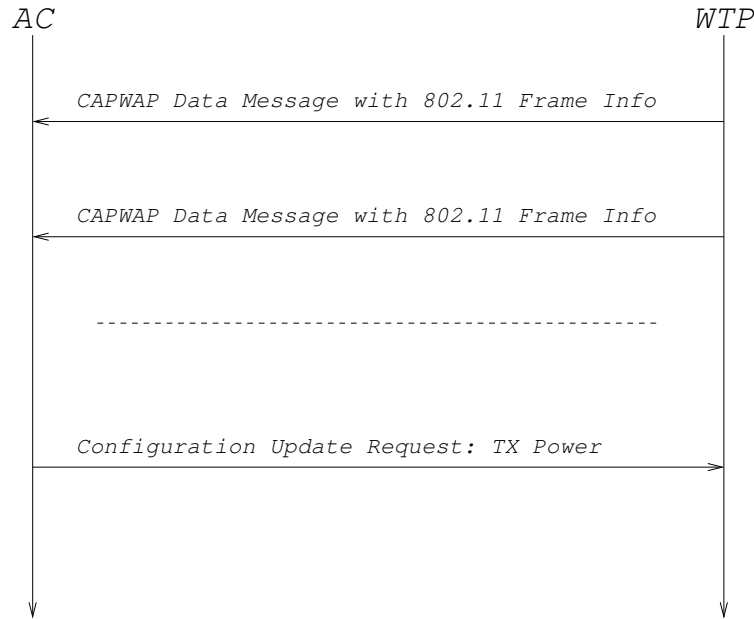 AC
WTP
CAPWAP Data Message with 802.11 Frame Info
CAPWAP Data Message with 802.11 Frame Info
Configuration Update Request: TX Power